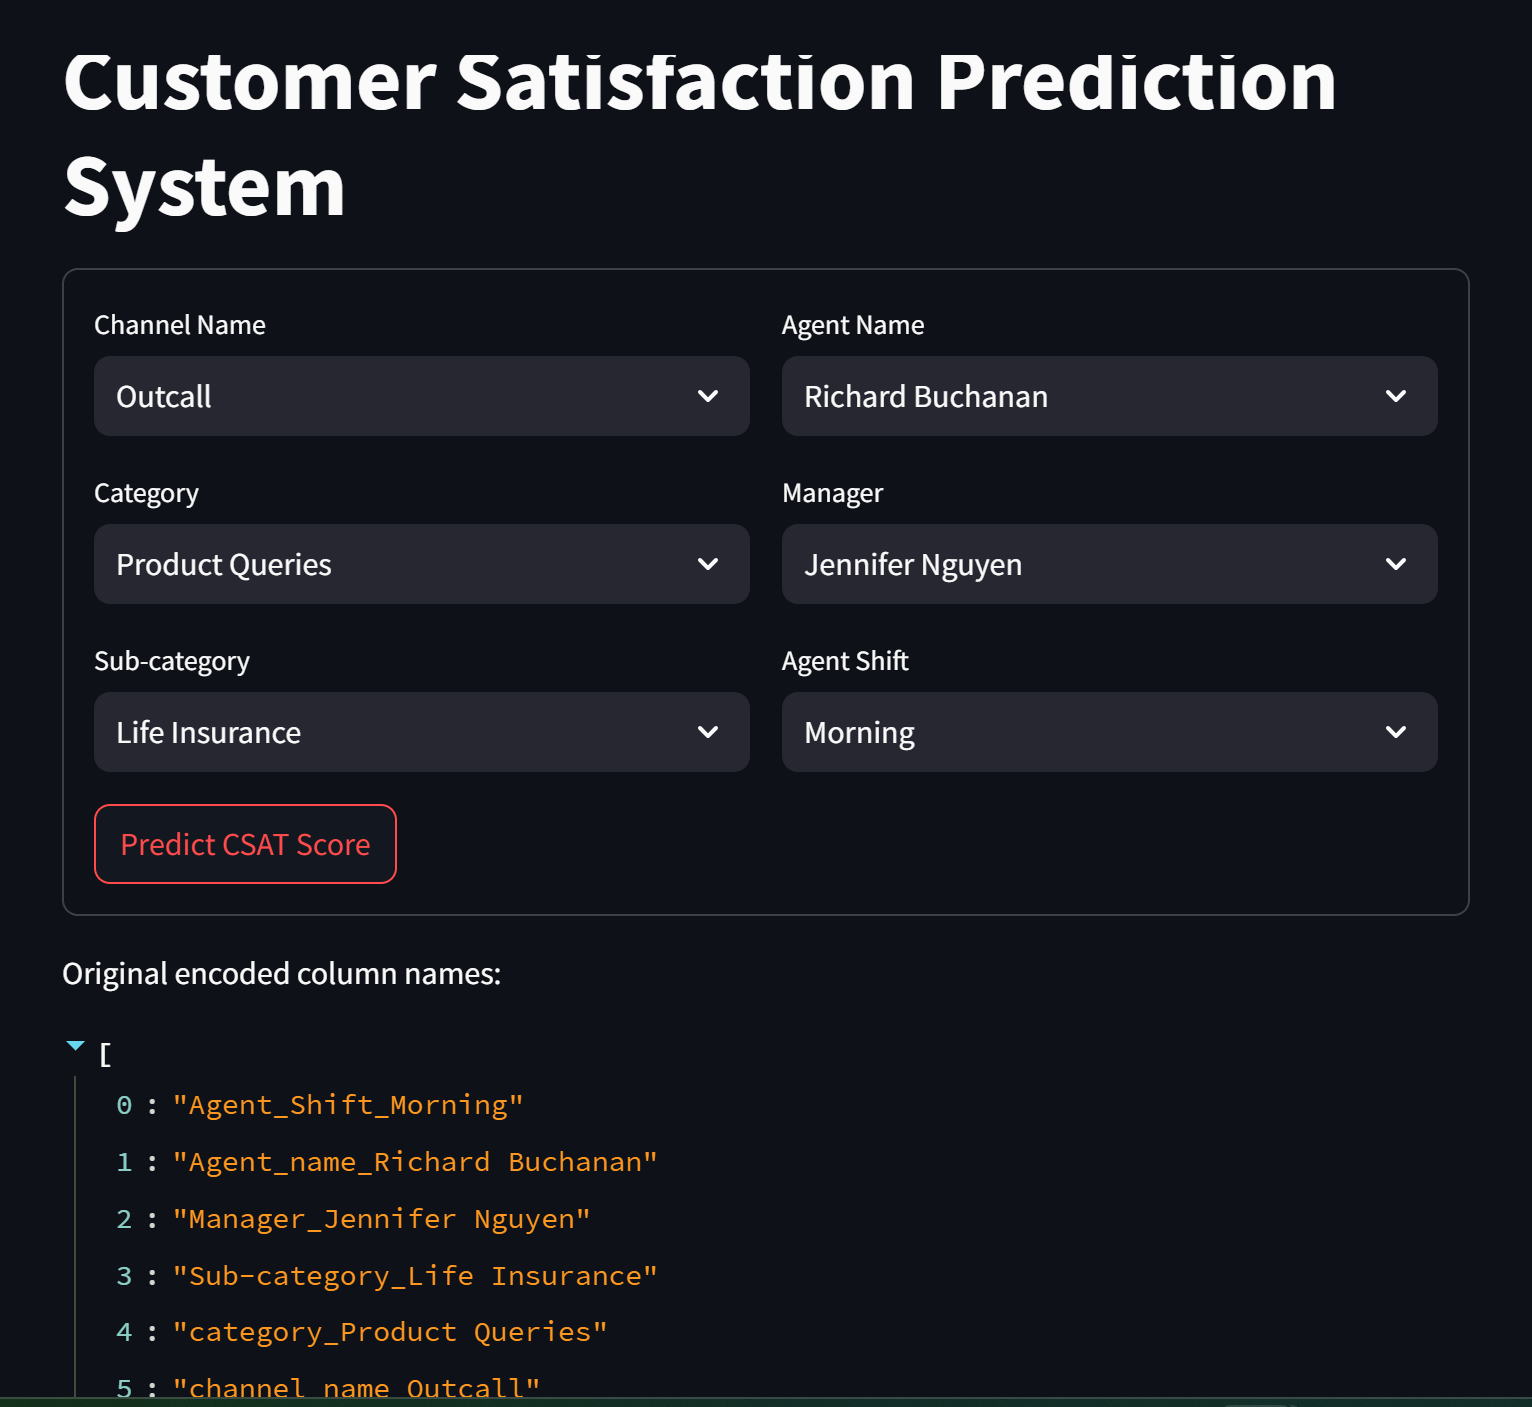 Customer Satisfaction Prediction
System
Channel Name
Outcall
Agent Name
Richard Buchanan
Category
Product Queries
Manager
Jennifer Nguyen
Sub-category
Life Insurance
Agent Shift
Morning
Predict CSAT Score
Original encoded column names:
[
0 : "Agent_Shift_Morning"
1 : "Agent_name_Richard Buchanan"
2 : "Manager_Jennifer Nguyen"
3 : "Sub-category_Life Insurance"
4 : "category_Product Queries"
5 : "channel_name_Outcall"